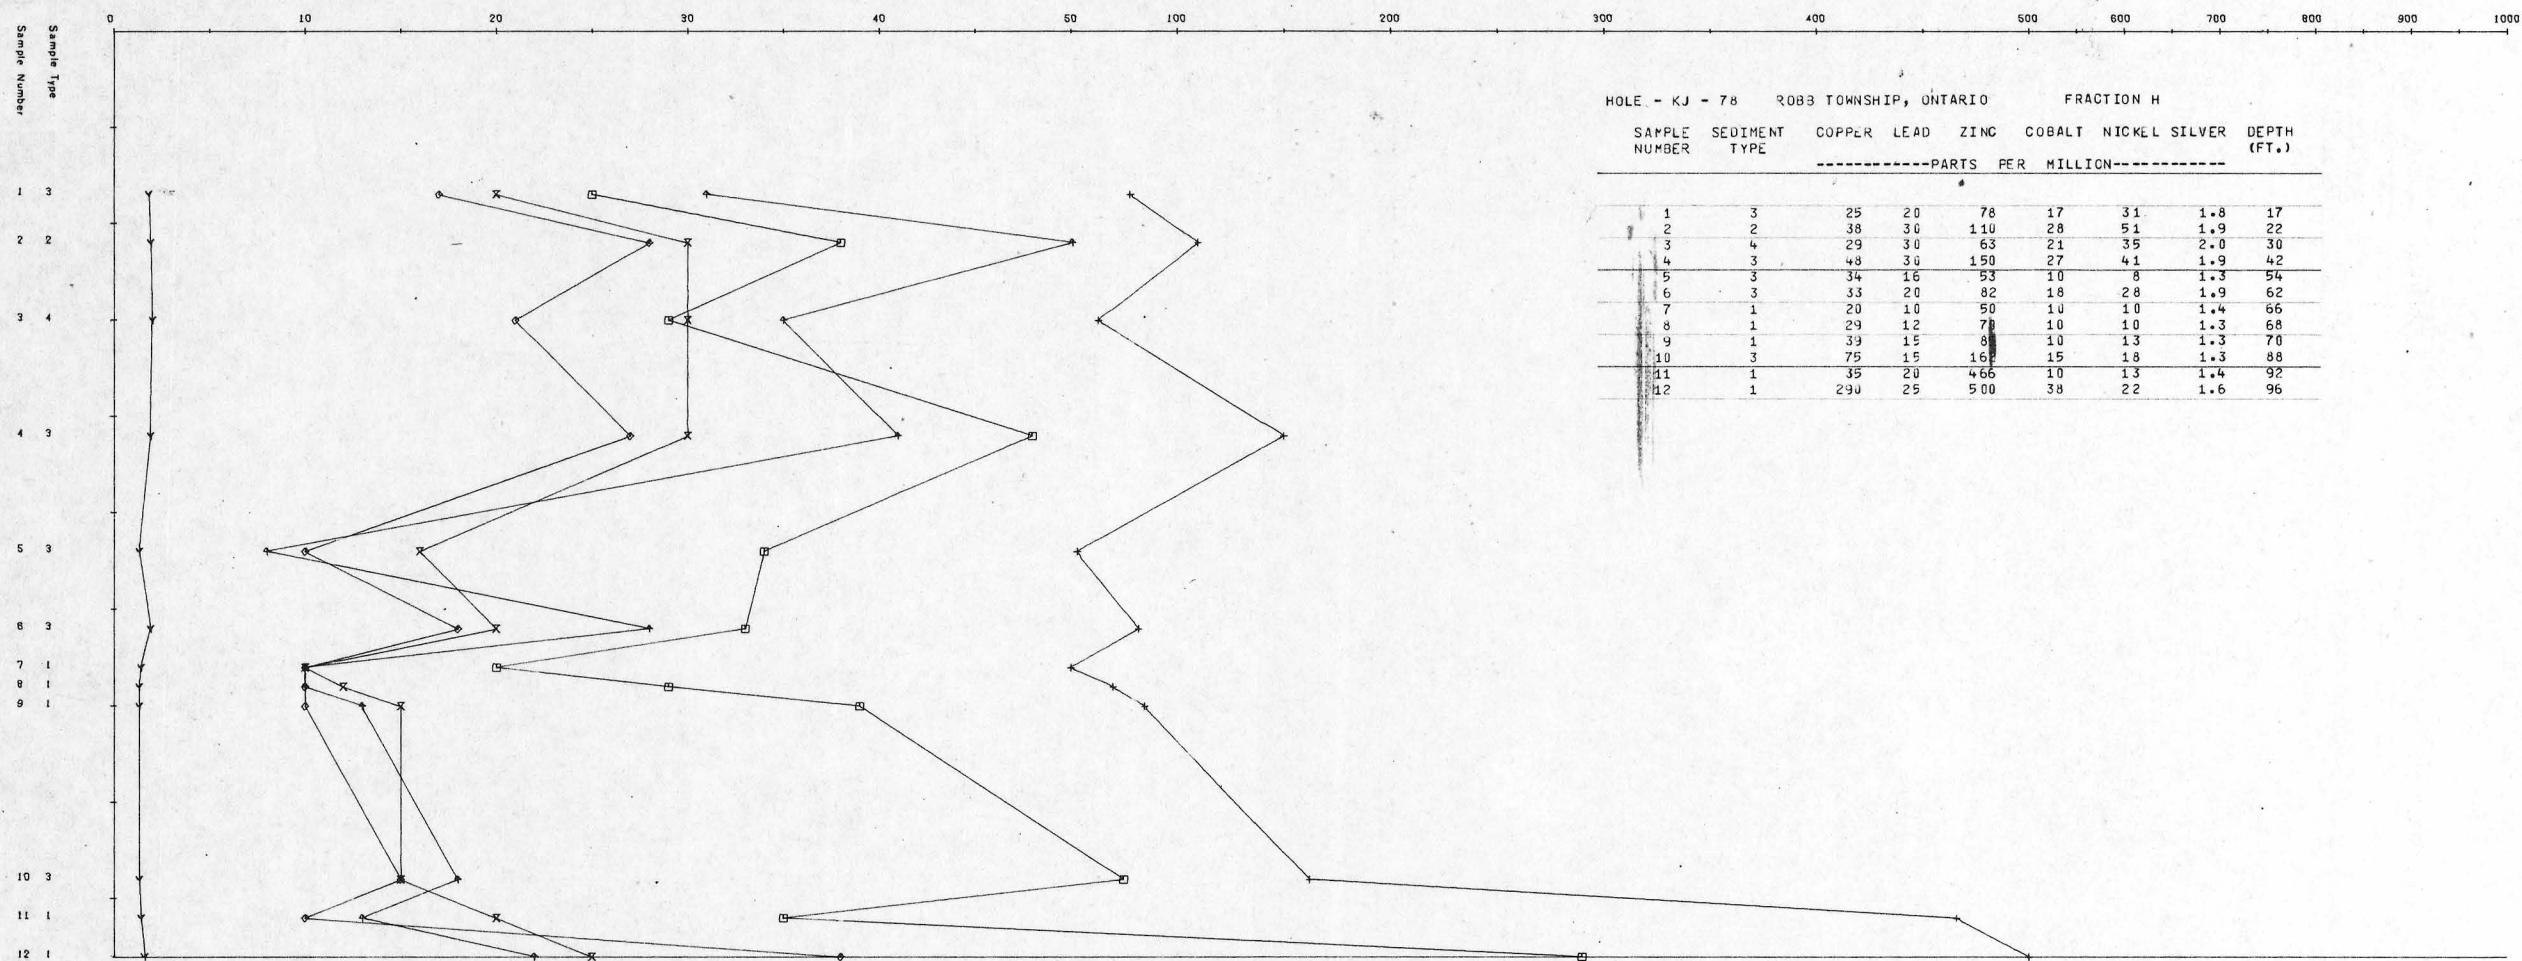 0 10 20 30 40 50 100 200 300 400 500 600 700 800 900 1000
Sample Number
Sample Type
HOLE - KJ - 78 ROBB TOWNSHIP, ONTARIO FRACTION H
SAMPLE SEDIMENT COPPER LEAD ZINC COBALT NICKEL SILVER DEPTH
NUMBER TYPE (FT.)
------------PARTS PER MILLION------------
1 3 25 20 78 17 31 1.8 17
2 2 38 30 110 28 51 1.9 22
3 4 29 30 63 21 35 2.0 30
4 3 48 30 150 27 41 1.9 42
5 3 34 16 53 10 8 1.3 54
6 3 33 20 82 18 28 1.9 62
7 1 20 10 50 10 10 1.4 66
8 1 29 12 10 10 1.3 68
9 1 39 15 10 13 1.3 70
10 3 75 15 15 18 1.3 88
11 1 35 20 466 10 13 1.4 92
12 1 290 25 500 38 22 1.6 96
1 3
2 2
3 4
4 3
5 3
6 3
7 1
8 1
9 1
10 3
11 1
12 1